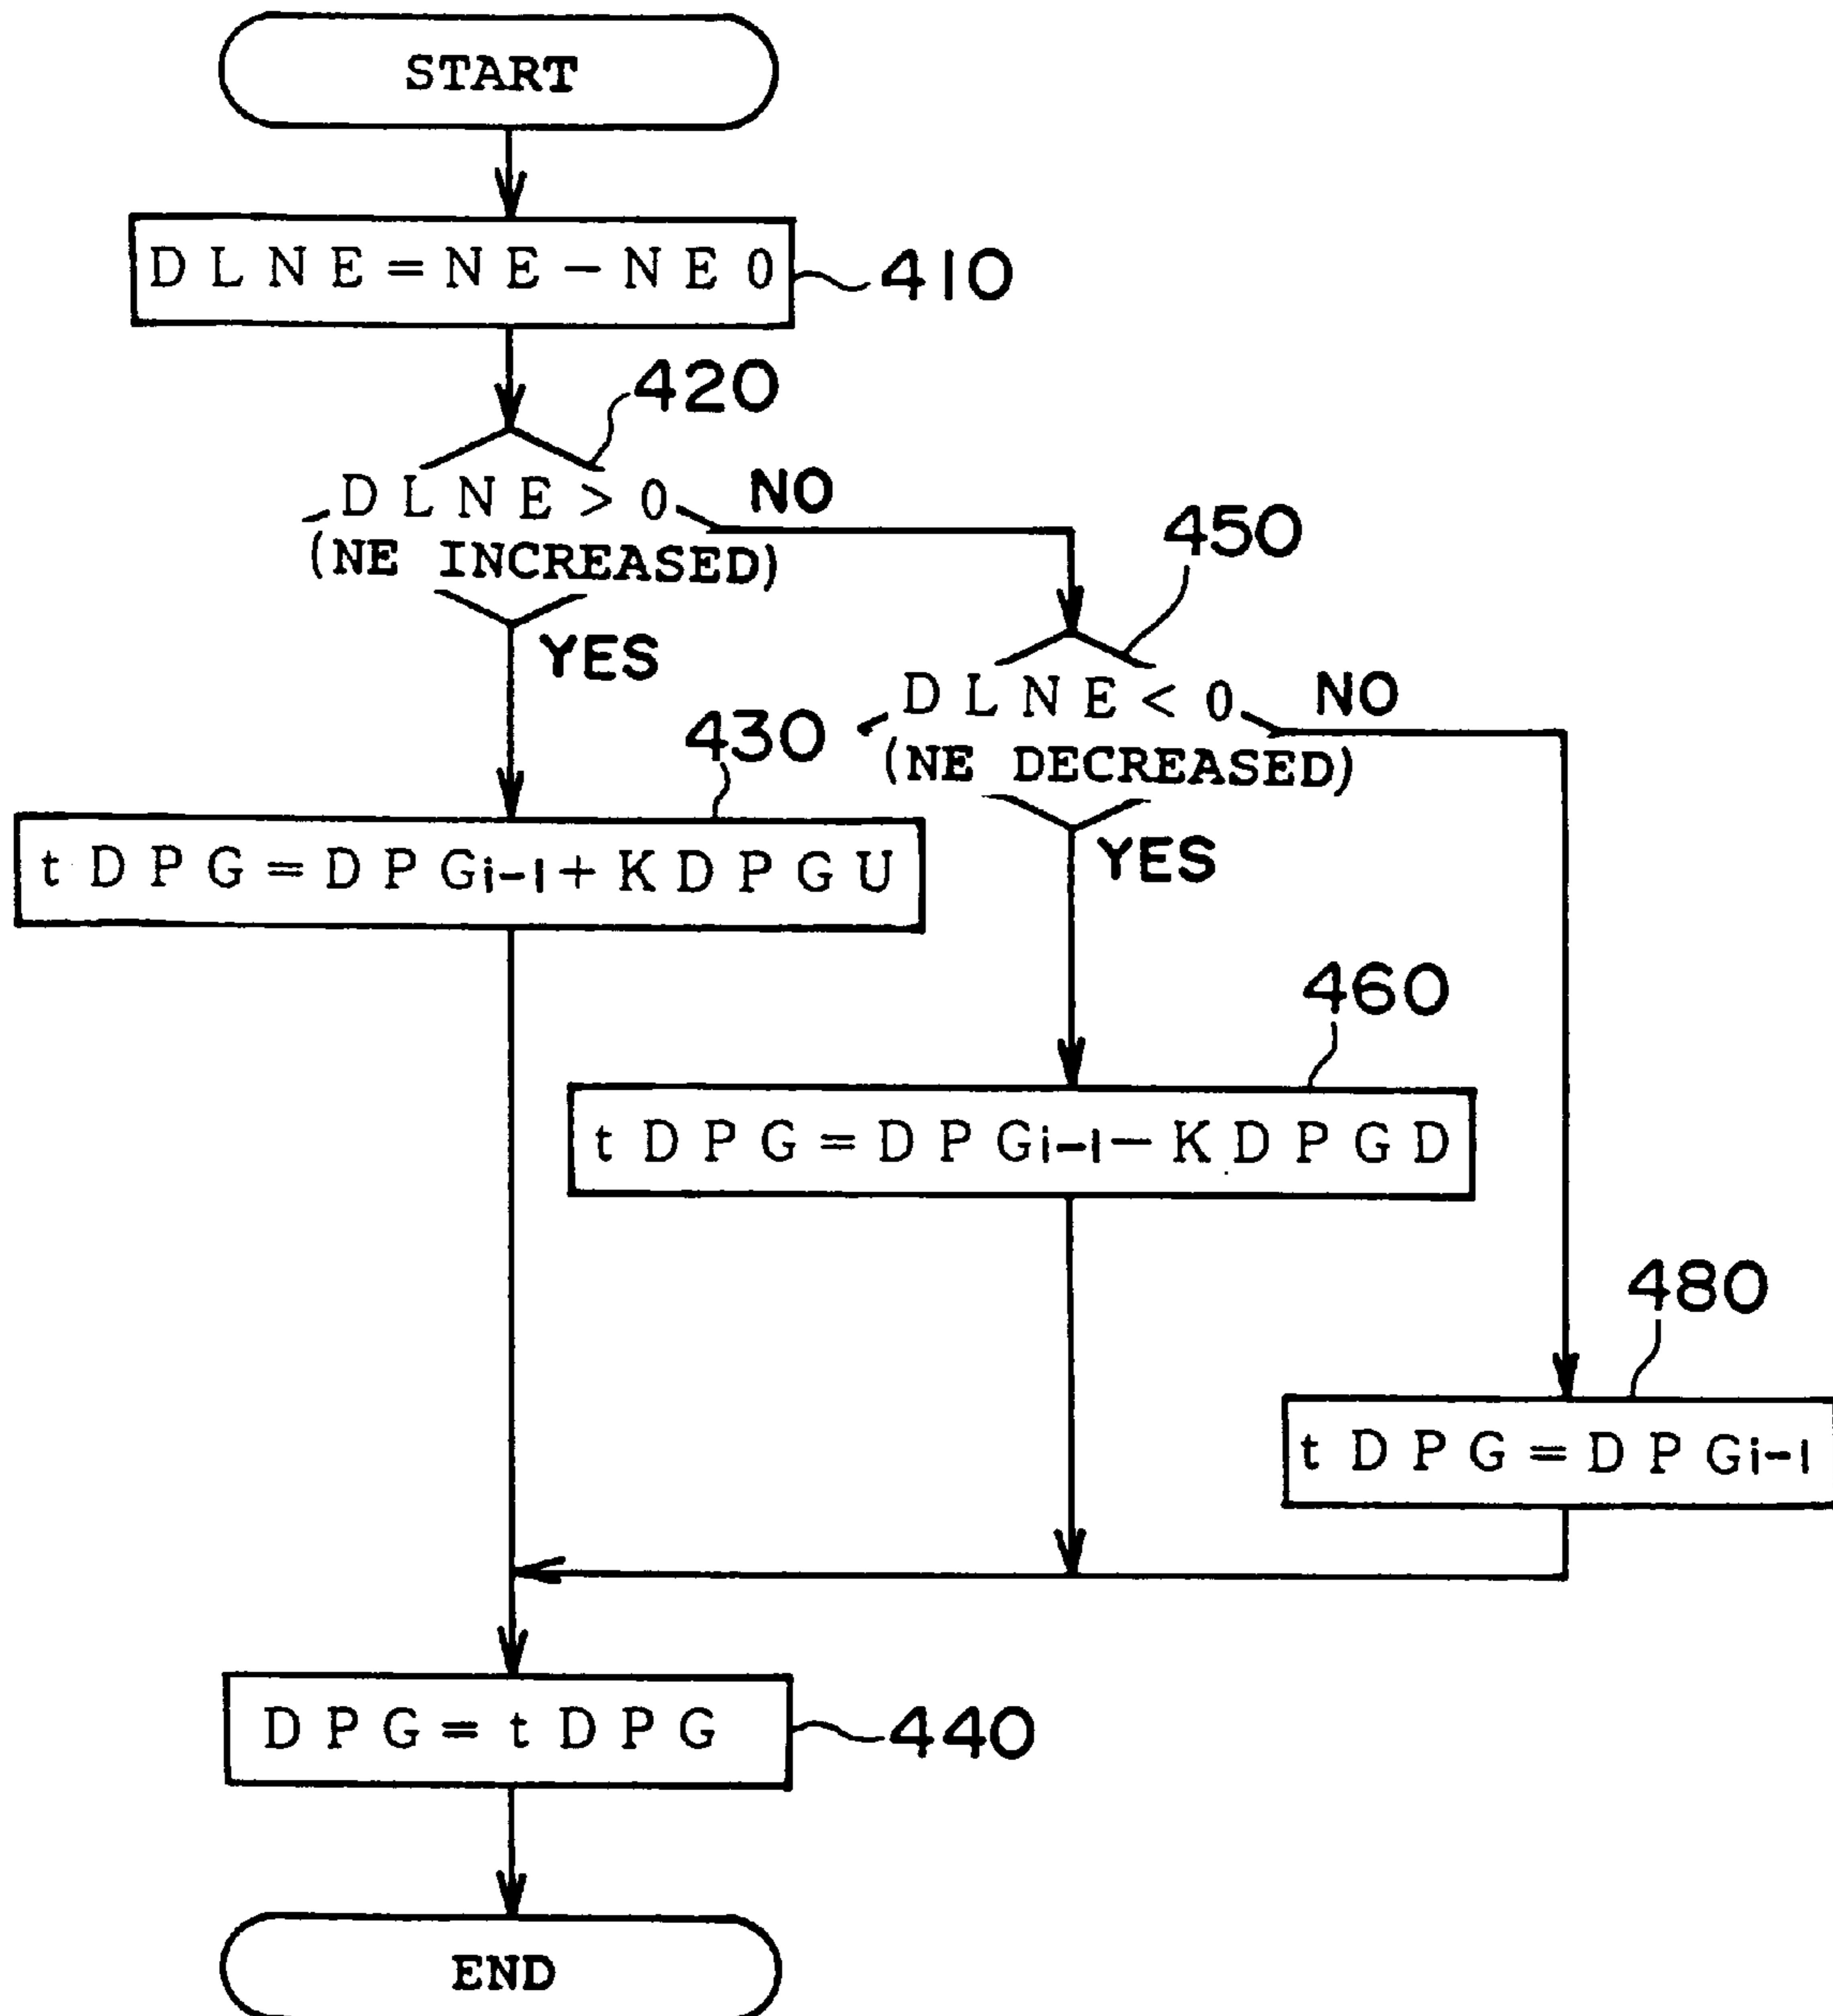 START
DLNE=NE-NE0
410
420
DLNE>0
NO
(NE INCREASED)
YES
450
DLNE<0
NO
(NE DECREASED)
YES
430
tDPG=DPGi-1+KDPGU
460
tDPG=DPGi-1-KDPGD
480
tDPG=DPGi-1
DPG=tDPG
440
END